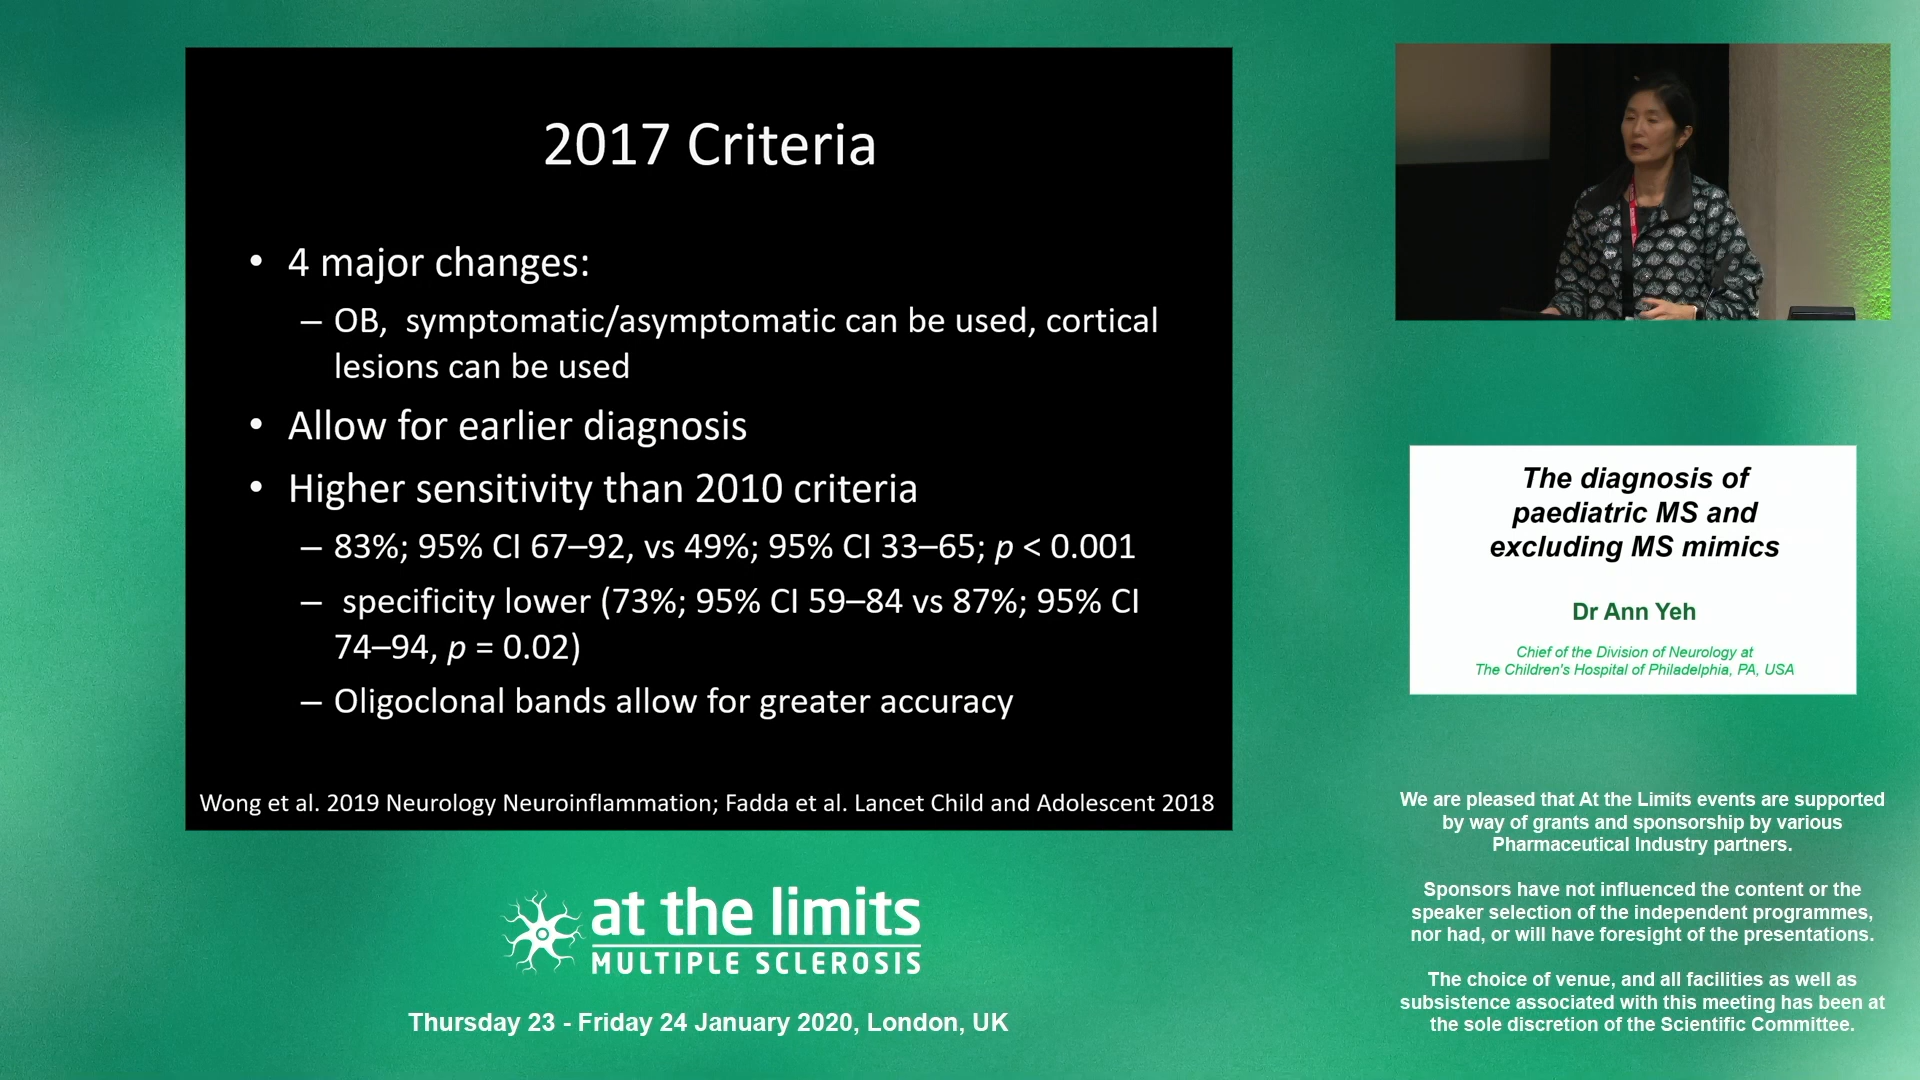 2017 Criteria
• 4 major changes:
– OB,  symptomatic/asymptomatic can be used, cortical
lesions can be used
• Allow for earlier diagnosis
• Higher sensitivity than 2010 criteria
– 83%; 95% CI 67–92, vs 49%; 95% CI 33–65; p < 0.001
– specificity lower (73%; 95% CI 59–84 vs 87%; 95% CI
74–94, p = 0.02)
– Oligoclonal bands allow for greater accuracy
Wong et al. 2019 Neurology Neuroinflammation; Fadda et al. Lancet Child and Adolescent 2018
at the limits
MULTIPLE SCLEROSIS
Thursday 23 - Friday 24 January 2020, London, UK
The diagnosis of
paediatric MS and
excluding MS mimics
Dr Ann Yeh
Chief of the Division of Neurology at
The Children's Hospital of Philadelphia, PA, USA
We are pleased that At the Limits events are supported
by way of grants and sponsorship by various
Pharmaceutical Industry partners.
Sponsors have not influenced the content or the
speaker selection of the independent programmes,
nor had, or will have foresight of the presentations.
The choice of venue, and all facilities as well as
subsistence associated with this meeting has been at
the sole discretion of the Scientific Committee.